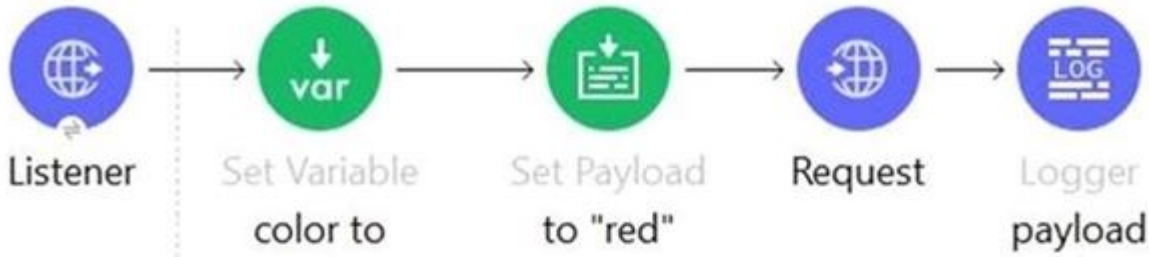 var
LOG
Listener
Set Variable
Set Payload
Request
Logger
color to
to "red"
payload